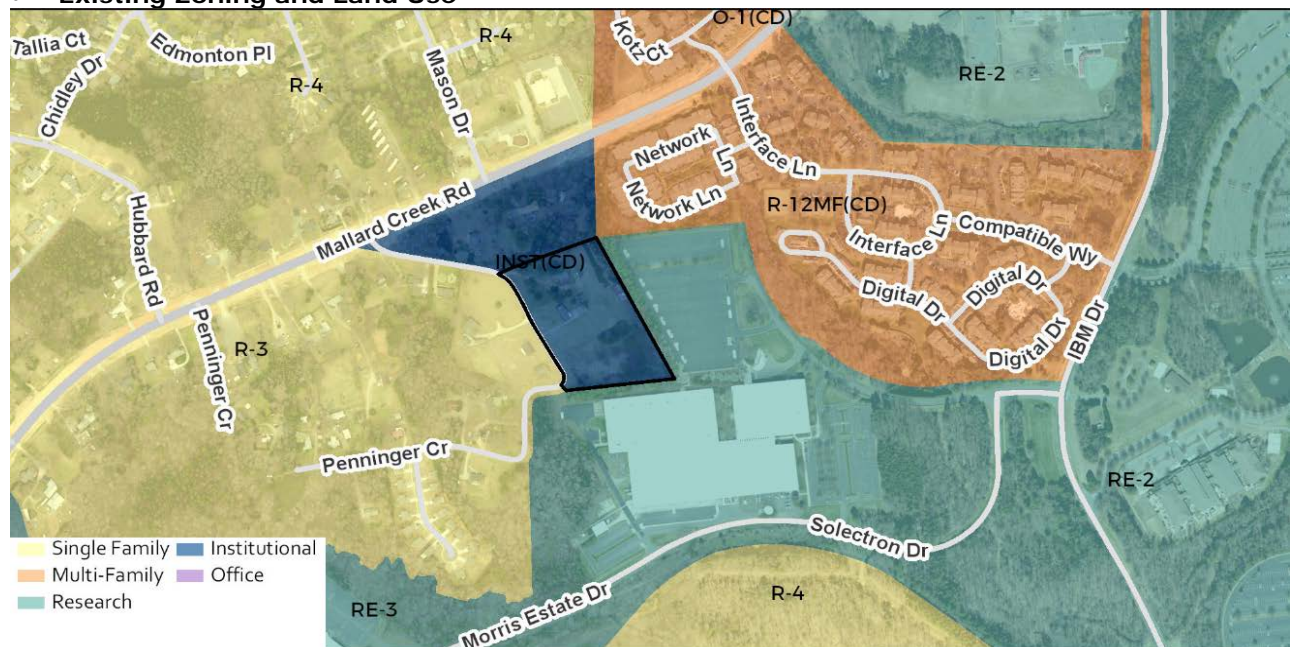 Existing Zoning and Land Use
O-1(CD)
Tallia Ct
Edmonton Pl
R-4
Kotz Ct
Chidley Dr
R-4
Mason Dr
RE-2
Interface Ln
Network
Ln
Network Ln
R-12MF(CD)
Hubbard Rd
Mallard Creek Rd
Interface Ln
Compatible Wy
INST(CD)
Digital Dr
Digital Dr
Digital Dr
IBM Dr
Penninger Cr
R-3
Penninger Cr
RE-2
Solectron Dr
Single Family
Institutional
Multi-Family
Office
Research
RE-3
Morris Estate Dr
R-4